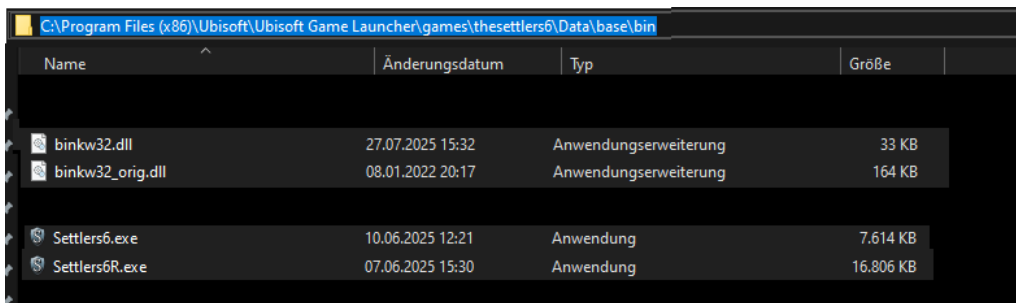 C:\Program Files (x86)\Ubisoft\Ubisoft Game Launcher\games\thesettlers6\Data\base\bin
Name Änderungsdatum Typ Größe
binkw32.dll 27.07.2025 15:32 Anwendungserweiterung 33 KB
binkw32_orig.dll 08.01.2022 20:17 Anwendungserweiterung 164 KB
Settlers6.exe 10.06.2025 12:21 Anwendung 7.614 KB
Settlers6R.exe 07.06.2025 15:30 Anwendung 16.806 KB